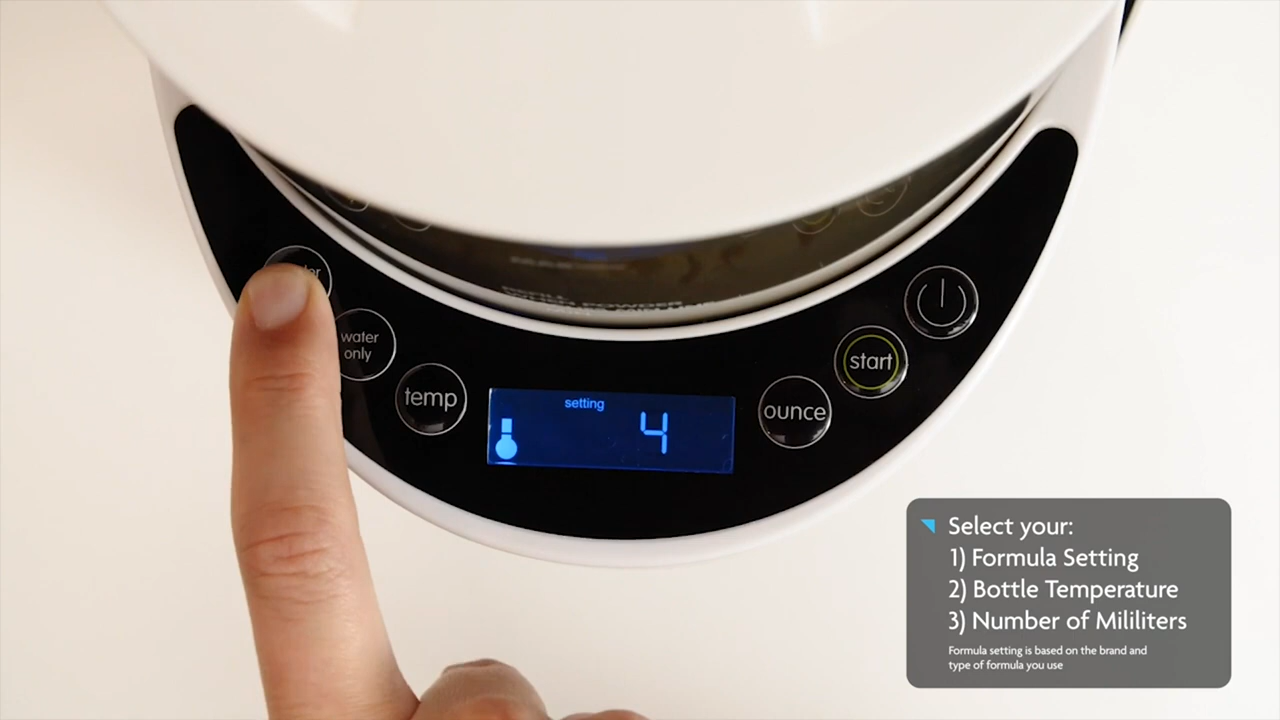 water
only
temp
setting
4
ounce
start
Select your:
1) Formula Setting
2) Bottle Temperature
3) Number of Mililiters
Formula setting is based on the brand and
type of formula you use